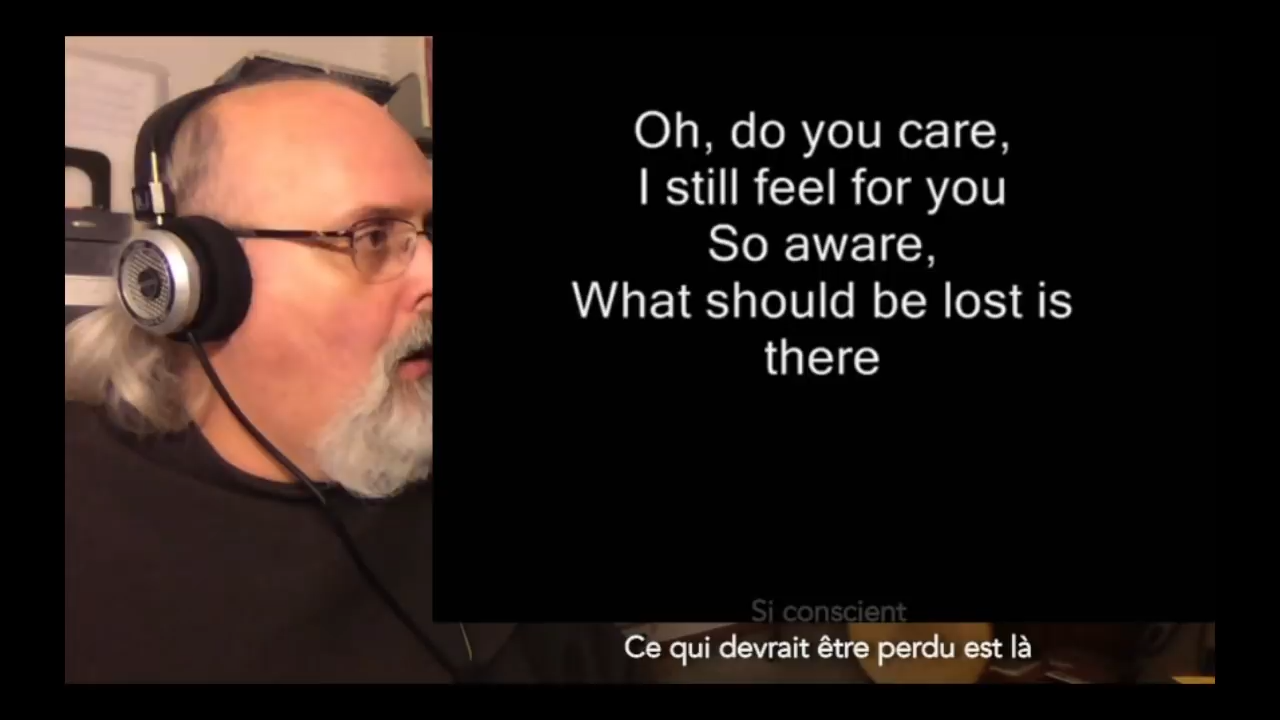 Oh, do you care,
I still feel for you
So aware,
What should be lost is
there
Si conscient
Ce qui devrait être perdu est là